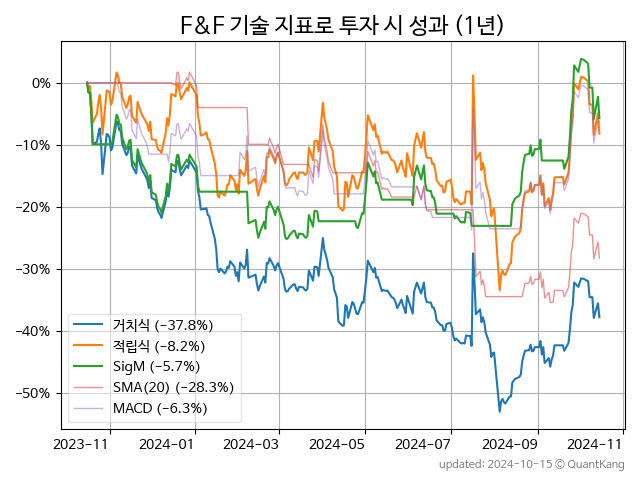 F&F 기술 지표로 투자 시 성과 (1년)
0%
−10%
−20%
−30%
−40%
−50%
거치식 (−37.8%)
적립식 (−8.2%)
SigM (−5.7%)
SMA(20) (−28.3%)
MACD (−6.3%)
2023−11
2024−01
2024−03
2024−05
2024−07
2024−09
2024−11
updated: 2024-10-15 © QuantKang